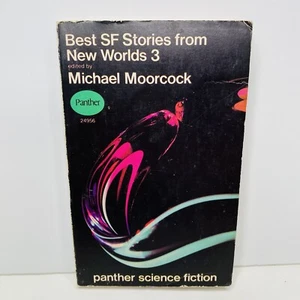 Best SF Stories from
New Worlds 3
edited by
Michael Moorcock
Panther
24956
panther science fiction